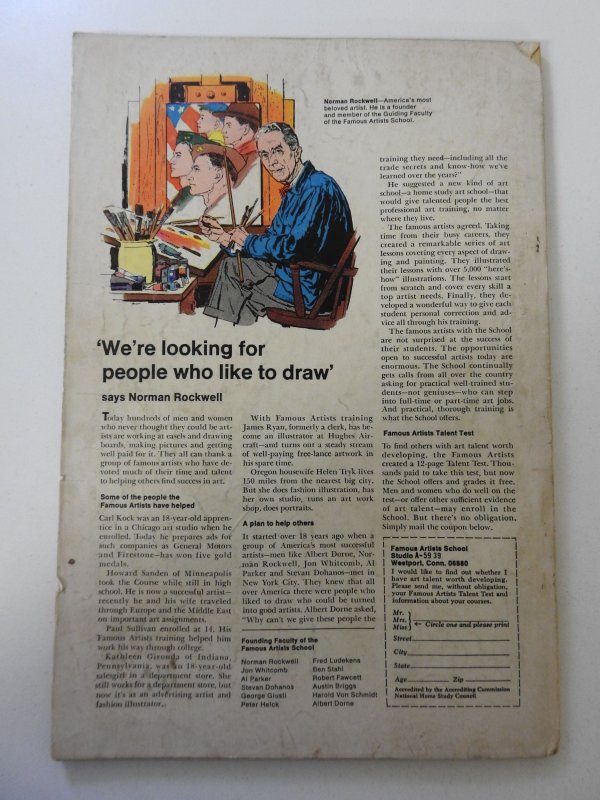 Norman Rockwell—America's most
beloved artist. He is a founder
and member of the Guiding Faculty
of the Famous Artists School.
'We're looking for
people who like to draw'
says Norman Rockwell
Today hundreds of men and women
who never thought they could be art-
ists are working at easels and drawing
boards, making pictures and getting
well paid for it. They all can thank a
group of famous artists who have de-
voted much of their time and talent
to helping others find success in art.
Some of the people the
Famous Artists have helped
Carl Kock was an 18-year-old appren-
tice in a Chicago art studio when he
enrolled. Today he prepares ads for
such companies as General Motors
and Firestone—has won five gold
medals.
Howard Sanden of Minneapolis
took the Course while still in high
school. He is now a successful artist—
recently he and his wife traveled
through Europe and the Middle East
on important art assignments.
Paul Sullivan enrolled at 14. His
Famous Artists training helped him
work his way through college.
Kathleen Gironda of Indiana,
Pennsylvania, was an 18-year-old
salesgirl in a department store. She
still works for a department store, but
now it's as an advertising artist and
fashion illustrator.
With Famous Artists training
James Ryan, formerly a clerk, has be-
come an illustrator at Hughes Air-
craft—and turns out a steady stream
of well-paying free-lance artwork in
his spare time.
Oregon housewife Helen Tryk lives
150 miles from the nearest big city.
But she does fashion illustration, has
her own studio, runs an art work
shop, does portraits.
A plan to help others
It started over 18 years ago when a
group of America's most successful
artists—men like Albert Dorne, Nor-
man Rockwell, Jon Whitcomb, Al
Parker and Stevan Dohanos—met in
New York City. They knew that all
over America there were people who
liked to draw who could be turned
into good artists. Albert Dorne asked,
"Why can't we give these people the
Founding Faculty of the
Famous Artists School
Norman Rockwell
Jon Whitcomb
Al Parker
Stevan Dohanos
George Giusti
Peter Helck
Fred Ludekens
Ben Stahl
Robert Fawcett
Austin Briggs
Harold Von Schmidt
Albert Dorne
training they need—including all the
trade secrets and know-how we've
learned over the years?"
He suggested a new kind of art
school—a home study art school—that
would give talented people the best
professional art training, no matter
where they live.
The famous artists agreed. Taking
time from their busy careers, they
created a remarkable series of art
lessons covering every aspect of draw-
ing and painting. They illustrated
their lessons with over 5,000 "here's-
how" illustrations. The lessons start
from scratch and cover every skill a
top artist needs. Finally, they de-
veloped a wonderful way to give each
student personal correction and ad-
vice all through his training.
The famous artists with the School
are not surprised at the success of
their students. The opportunities
open to successful artists today are
enormous. The School continually
gets calls from all over the country
asking for practical well-trained stu-
dents—not geniuses—who can step
into full-time or part-time art jobs.
And practical, thorough training is
what the School offers.
Famous Artists Talent Test
To find others with art talent worth
developing, the Famous Artists
created a 12-page Talent Test. Thou-
sands paid to take this test, but now
the School offers and grades it free.
Men and women who do well on the
test—or offer other sufficient evidence
of art talent—may enroll in the
School. But there's no obligation.
Simply mail the coupon below.
Famous Artists School
Studio A-5939
Westport, Conn. 06880
I would like to find out whether I
have art talent worth developing.
Please send me, without obligation,
your Famous Artists Talent Test and
information about your courses.
Mr.
Mrs.
Miss
← Circle one and please print
Street
City
State
Age Zip
Accredited by the Accrediting Commission
National Home Study Council